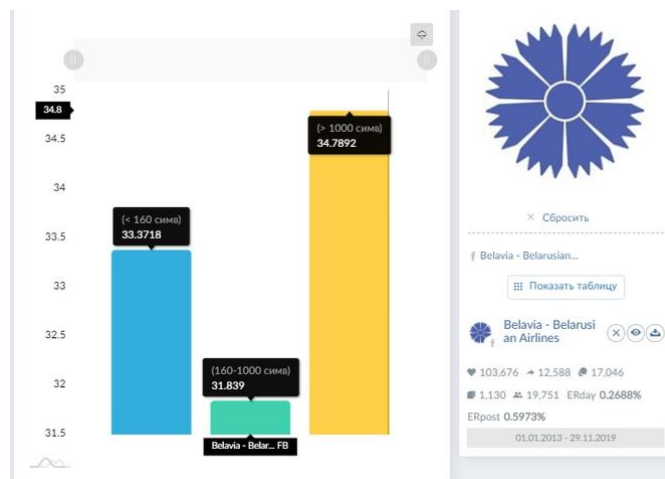 35
34.8
34.5
34
33.5
33
32.5
32
31.5
(< 160 симв)
33.3718
(160-1000 симв)
31.839
(> 1000 симв)
34.7892
Belavia - Belar... FB
× Сбросить
Belavia - Belarusian...
Показать таблицу
Belavia - Belarusi
an Airlines
103,676 12,588 17,046
1,130 19,751 ERday 0.2688%
ERpost 0.5973%
01.01.2013 - 29.11.2019